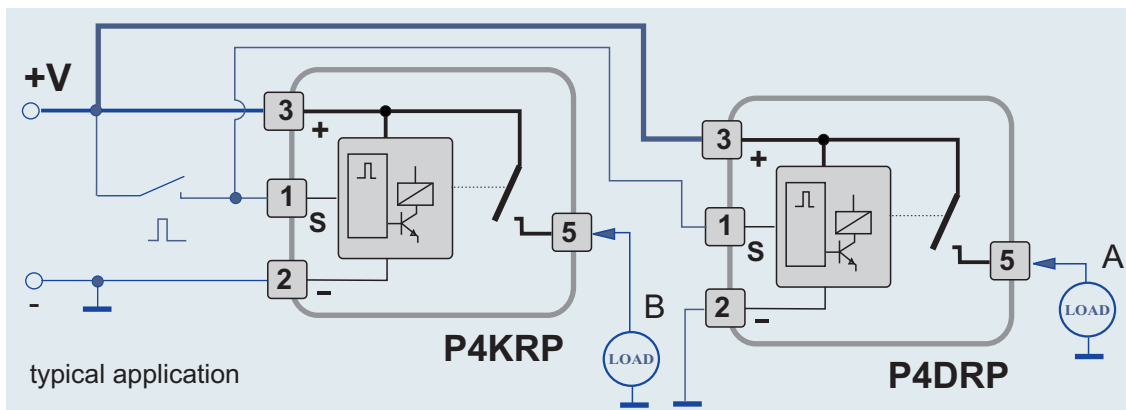 +V
3
+
1
S
5
2
–
-
B
LOAD
P4KRP
typical application
3
+
1
S
5
2
–
A
LOAD
P4DRP